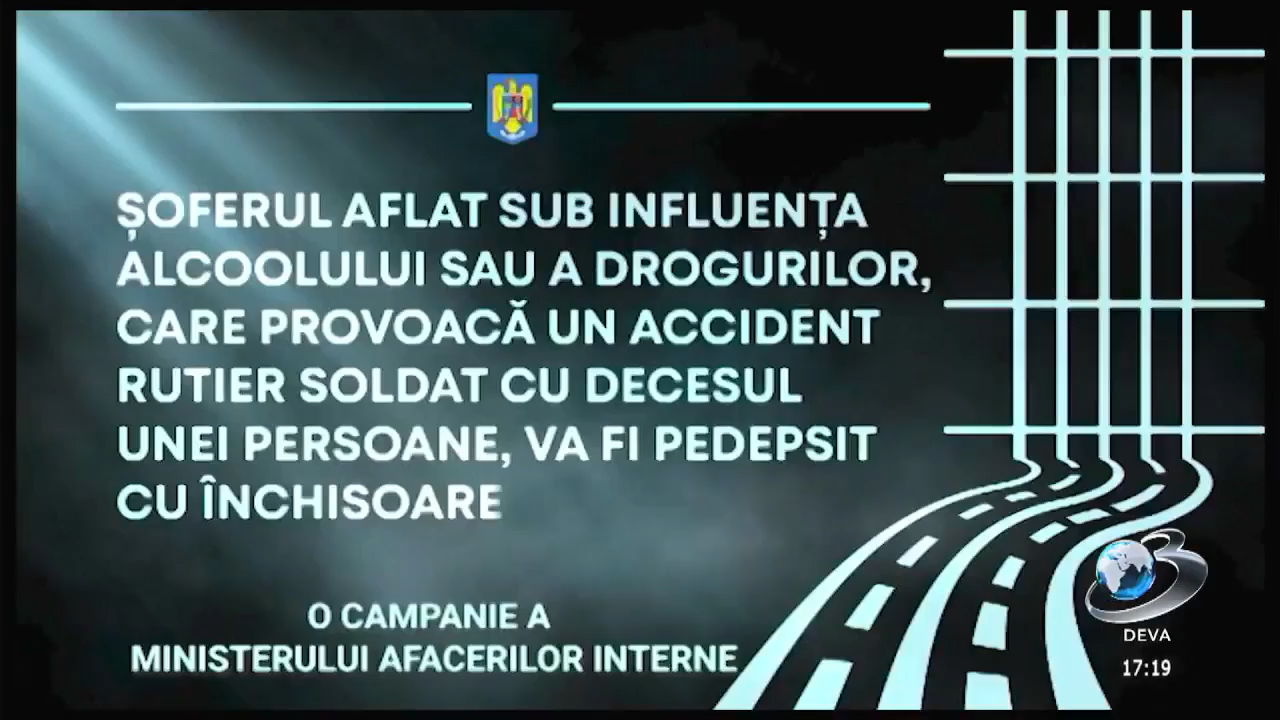 ȘOFERUL AFLAT SUB INFLUENȚA
ALCOOLULUI SAU A DROGURILOR,
CARE PROVOACĂ UN ACCIDENT
RUTIER SOLDAT CU DECESUL
UNEI PERSOANE, VA FI PEDEPSIT
CU ÎNCHISOARE
O CAMPANIE A
MINISTERULUI AFACERILOR INTERNE
3
DEVA
17:19